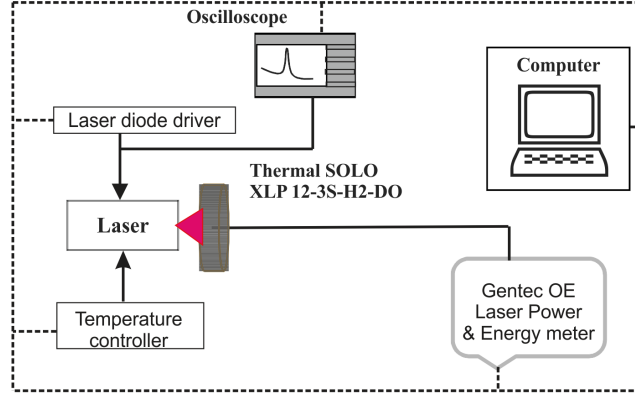 Oscilloscope
Computer
Laser diode driver
Thermal SOLO
XLP 12-3S-H2-DO
Laser
Gentec OE
Laser Power
& Energy meter
Temperature
controller